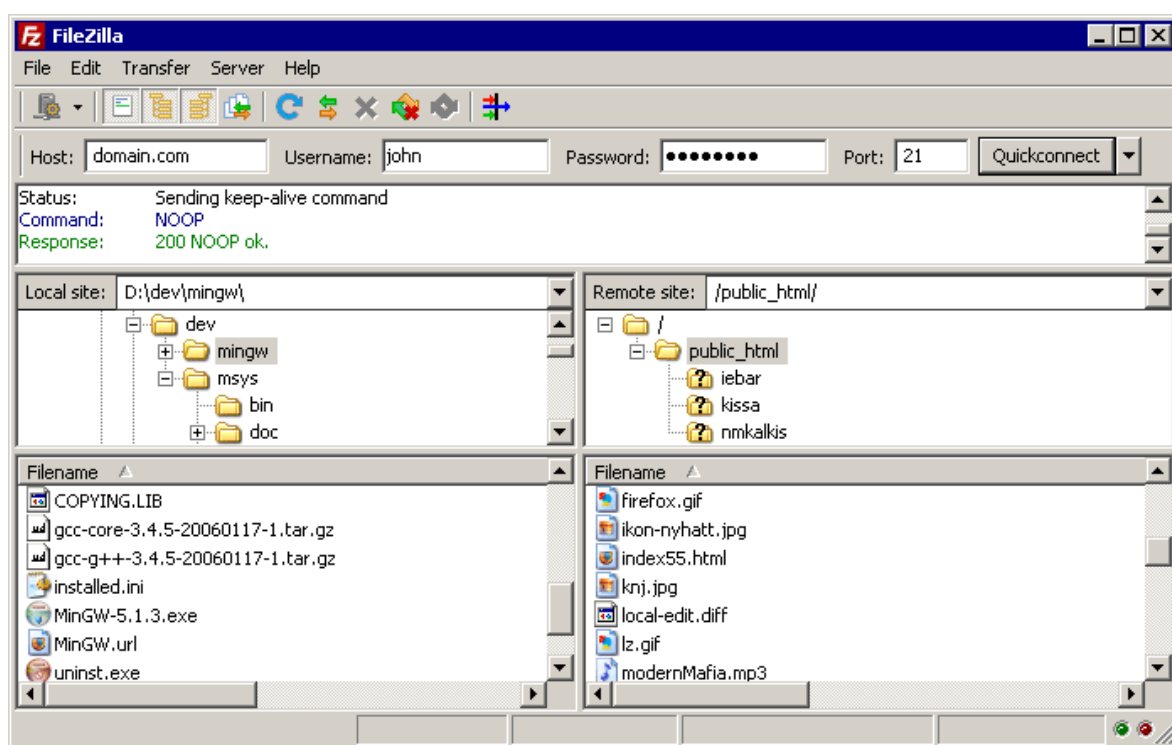 FileZilla
File Edit Transfer Server Help
Host: domain.com Username: john Password: ●●●●●●●● Port: 21 Quickconnect
Status: Sending keep-alive command
Command: NOOP
Response: 200 NOOP ok.
Local site: D:\dev\mingw\
dev
mingw
msys
bin
doc
Remote site: /public_html/
/
public_html
iebar
kissa
nmkalkis
Filename
COPYING.LIB
gcc-core-3.4.5-20060117-1.tar.gz
gcc-g++-3.4.5-20060117-1.tar.gz
installed.ini
MinGW-5.1.3.exe
MinGW.url
uninst.exe
Filename
firefox.gif
ikon-nyhatt.jpg
index55.html
knj.jpg
local-edit.diff
lz.gif
modernMafia.mp3